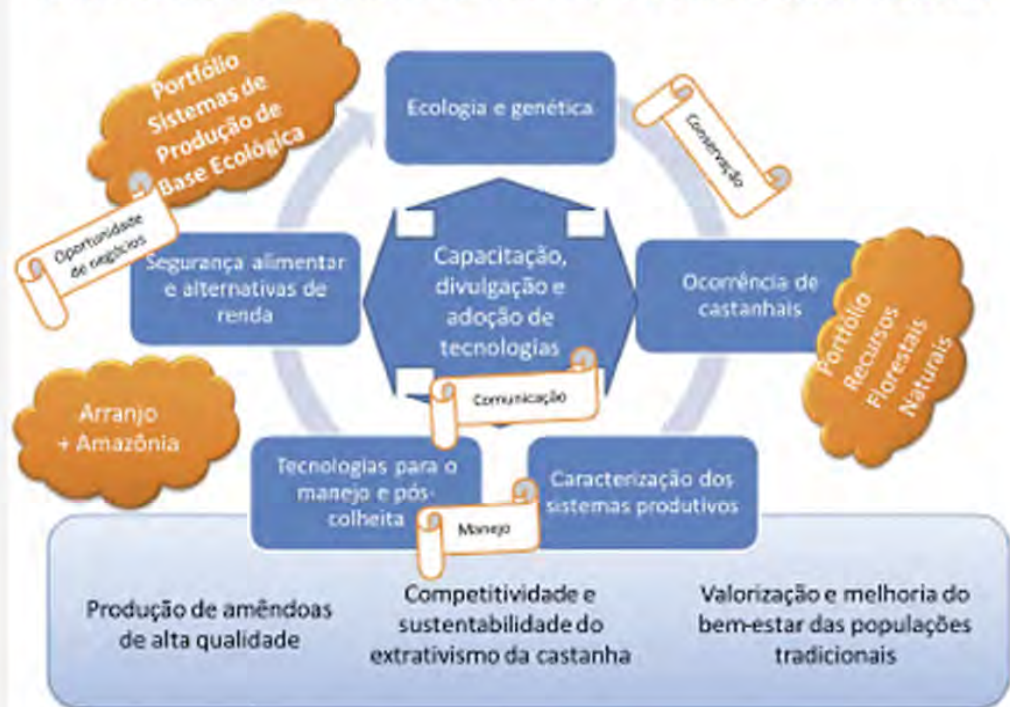 Portfólio
Sistemas de
Produção de
Base Ecológica
Ecologia e genética
Conservação
Oportunidade
de negócios
Segurança alimentar
e alternativas de
renda
Capacitação,
divulgação e
adoção de
tecnologias
Ocorrência de
castanhais
Portfólio
Recursos
Florestais
Naturais
Comunicação
Arranjo
+ Amazônia
Tecnologias para o
manejo e pós-
colheita
Manejo
Caracterização dos
sistemas produtivos
Produção de amêndoas
de alta qualidade
Competitividade e
sustentabilidade do
extrativismo da castanha
Valorização e melhoria do
bem-estar das populações
tradicionais